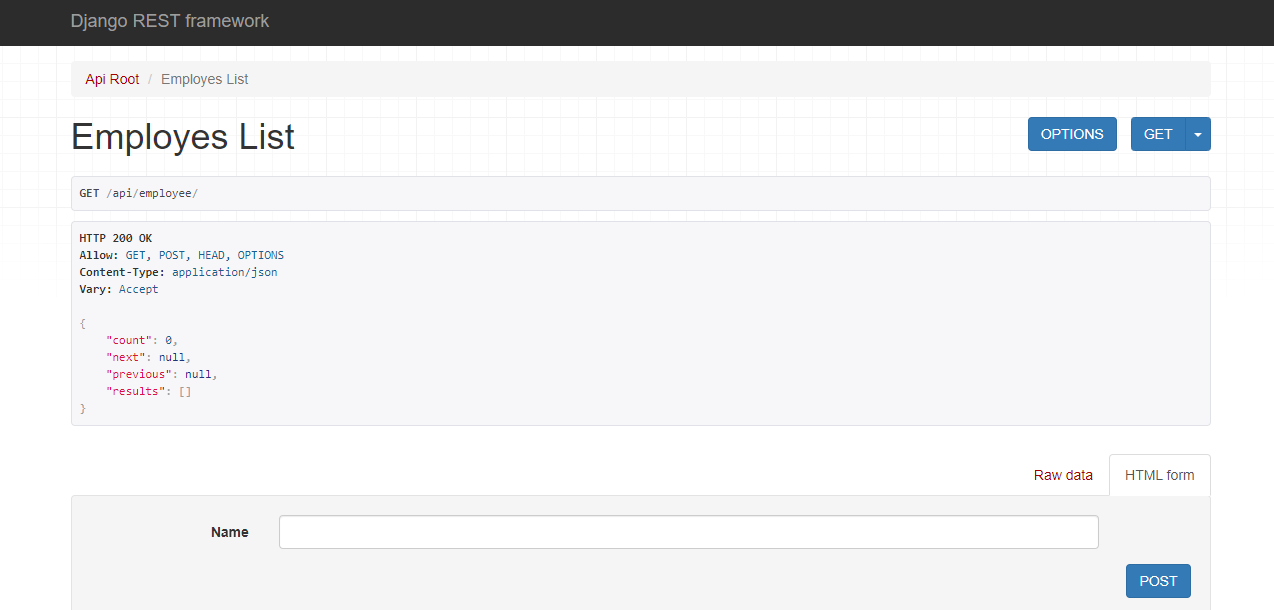 Django REST framework
Api Root / Employes List
Employes List
OPTIONS GET
GET /api/employee/
HTTP 200 OK
Allow: GET, POST, HEAD, OPTIONS
Content-Type: application/json
Vary: Accept
{
    "count": 0,
    "next": null,
    "previous": null,
    "results": []
}
Raw data HTML form
Name
POST